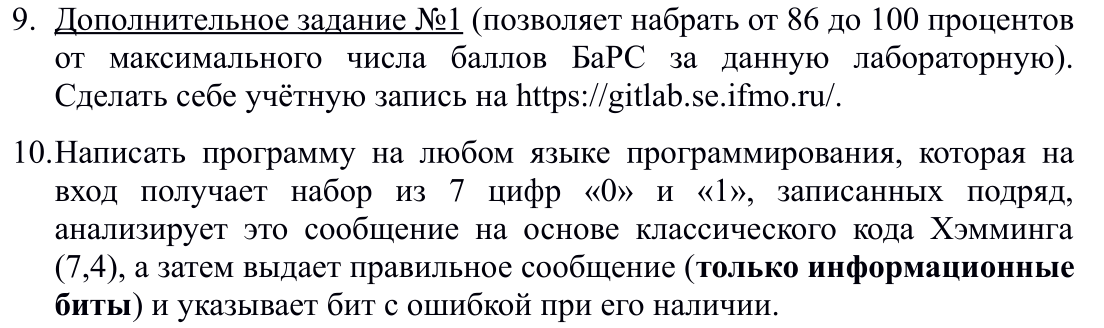 9. Дополнительное задание №1 (позволяет набрать от 86 до 100 процентов
от максимального числа баллов БаРС за данную лабораторную).
Сделать себе учётную запись на https://gitlab.se.ifmo.ru/.
10.Написать программу на любом языке программирования, которая на
вход получает набор из 7 цифр «0» и «1», записанных подряд,
анализирует это сообщение на основе классического кода Хэмминга
(7,4), а затем выдает правильное сообщение (только информационные
биты) и указывает бит с ошибкой при его наличии.